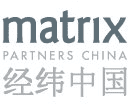 matrix
PARTNERS CHINA
经纬中国